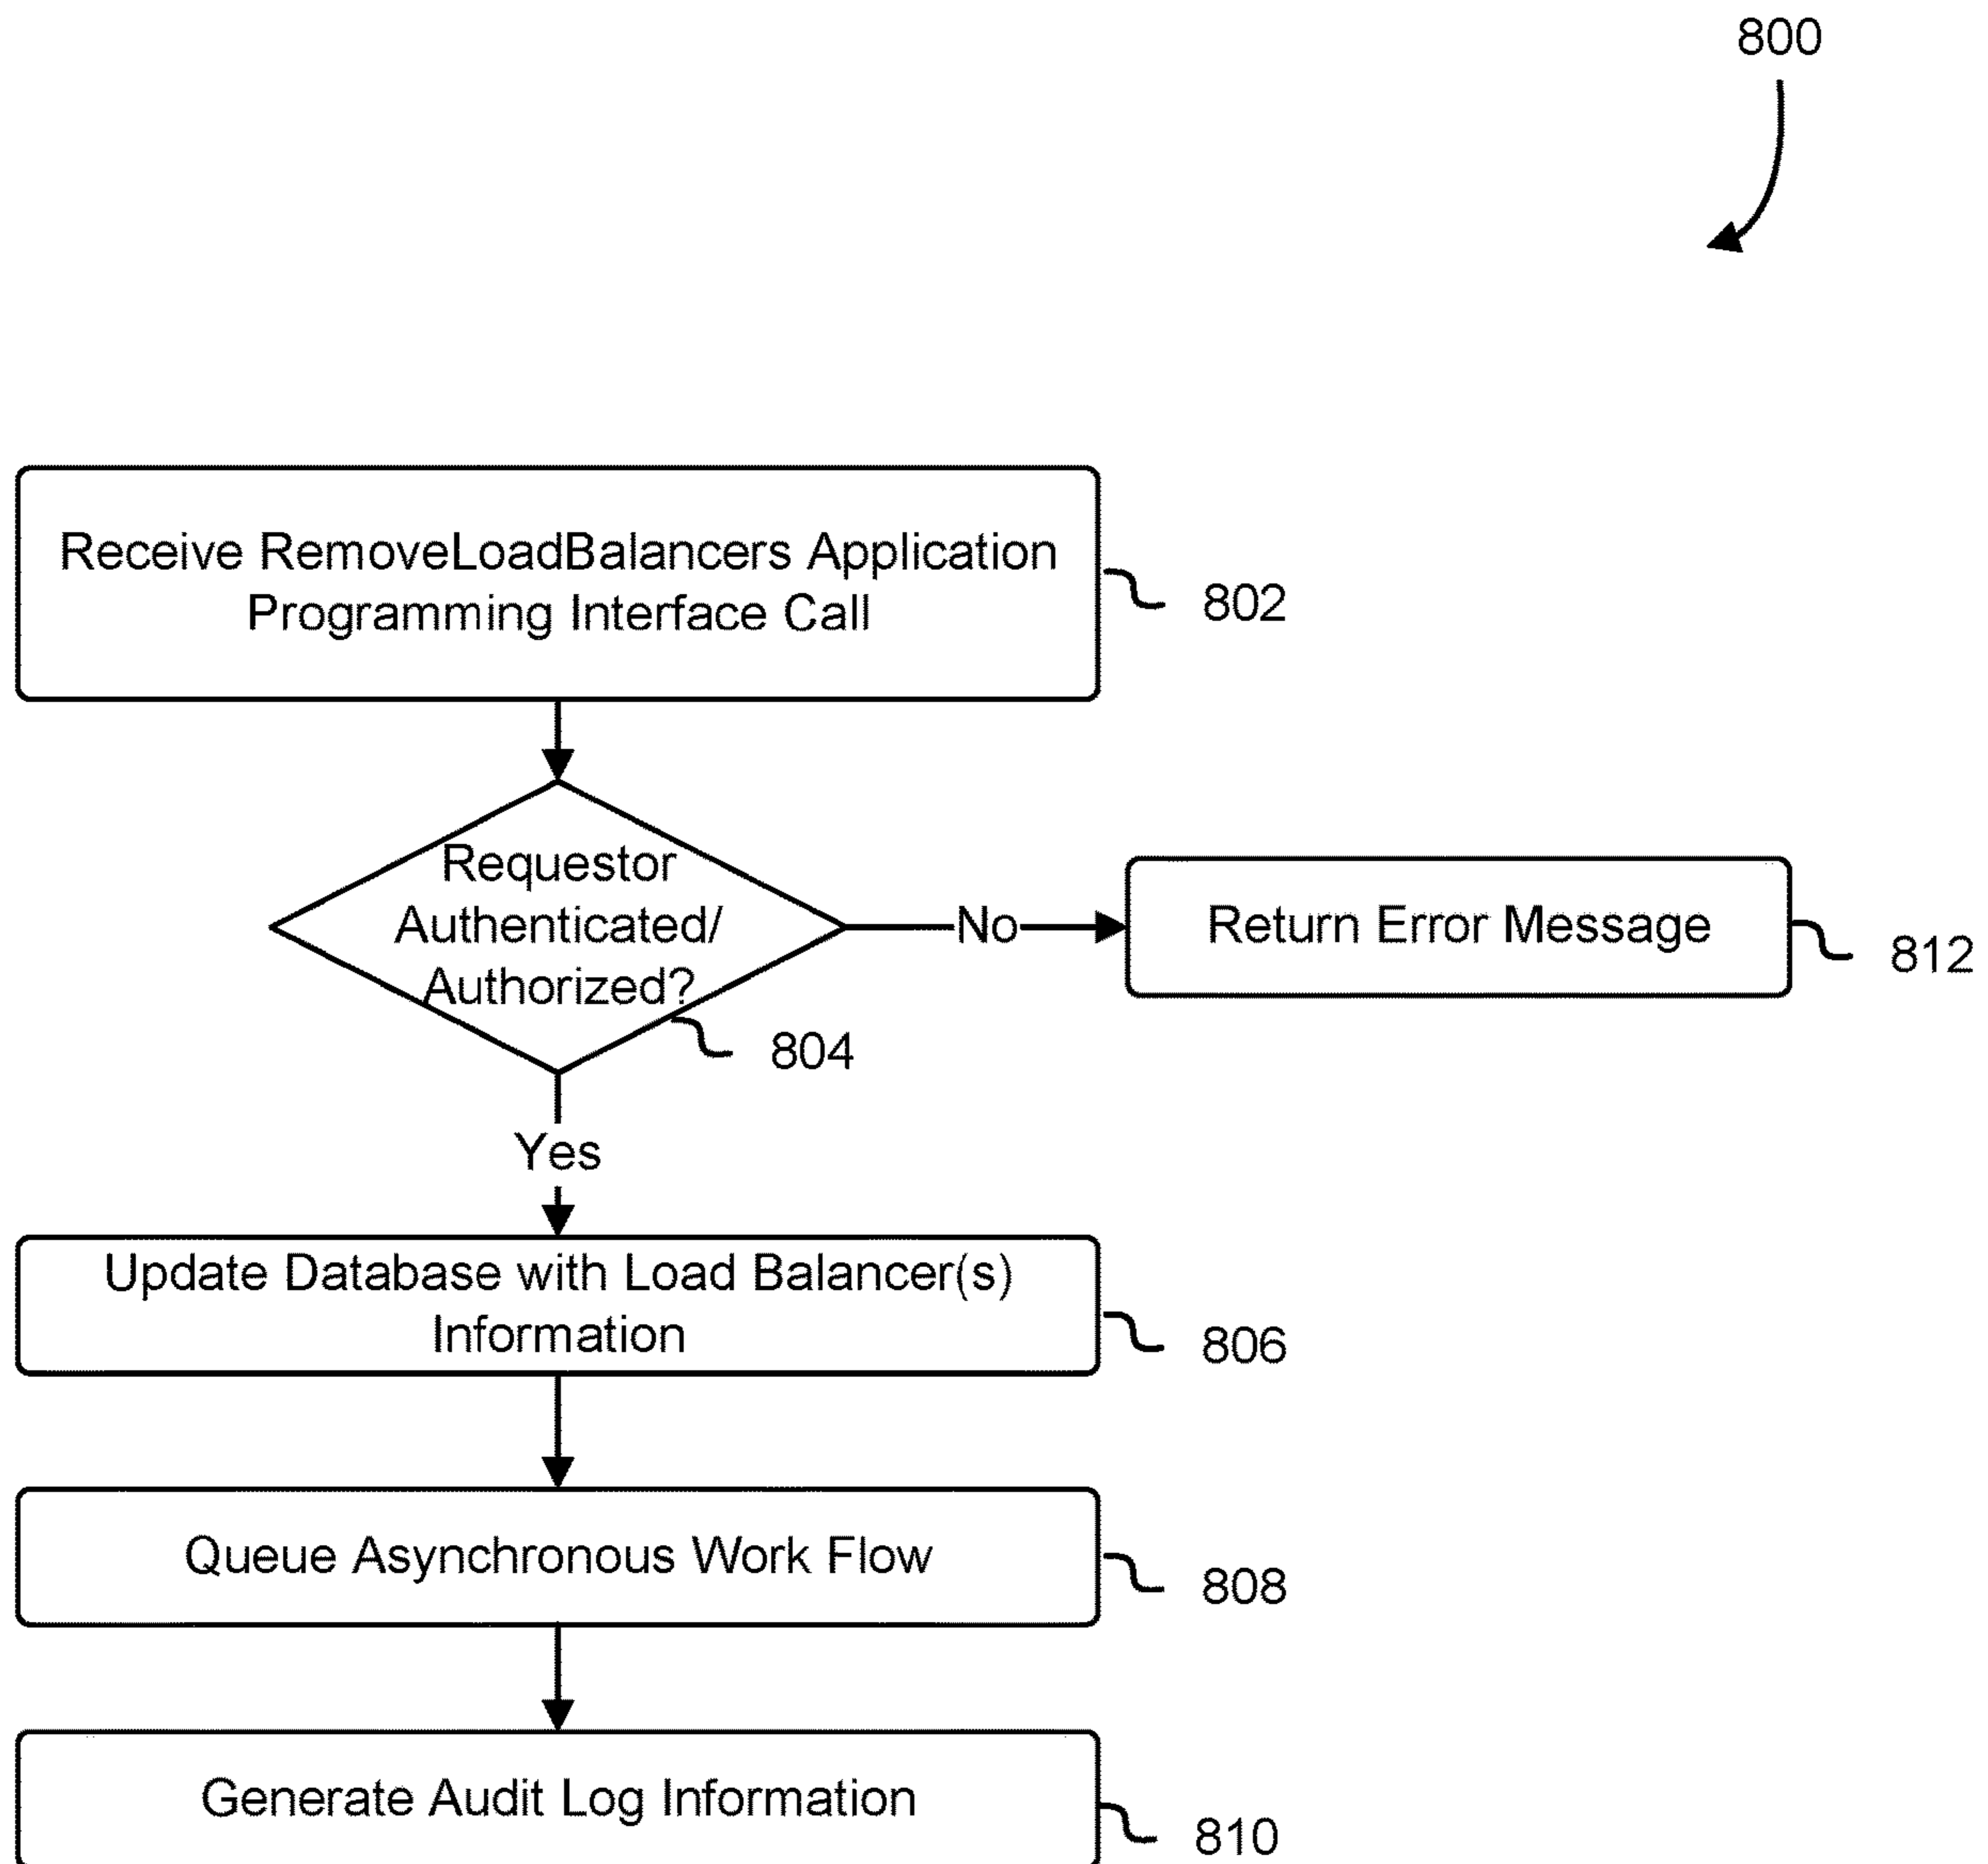 800
Receive RemoveLoadBalancers Application
Programming Interface Call
802
Requestor
Authenticated/
Authorized?
804
No
Return Error Message
812
Yes
Update Database with Load Balancer(s)
Information
806
Queue Asynchronous Work Flow
808
Generate Audit Log Information
810